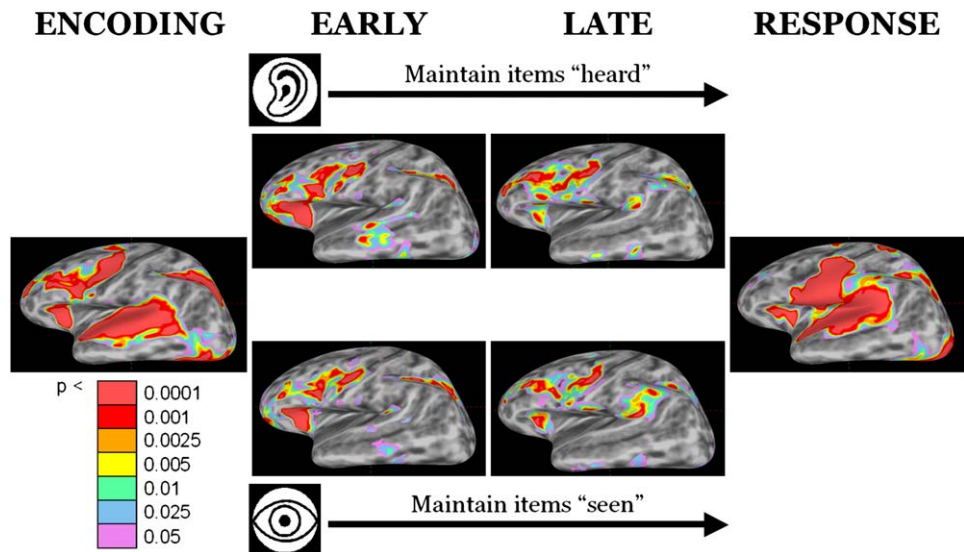 ENCODING EARLY LATE RESPONSE
Maintain items “heard”
p <
0.0001
0.001
0.0025
0.005
0.01
0.025
0.05
Maintain items “seen”